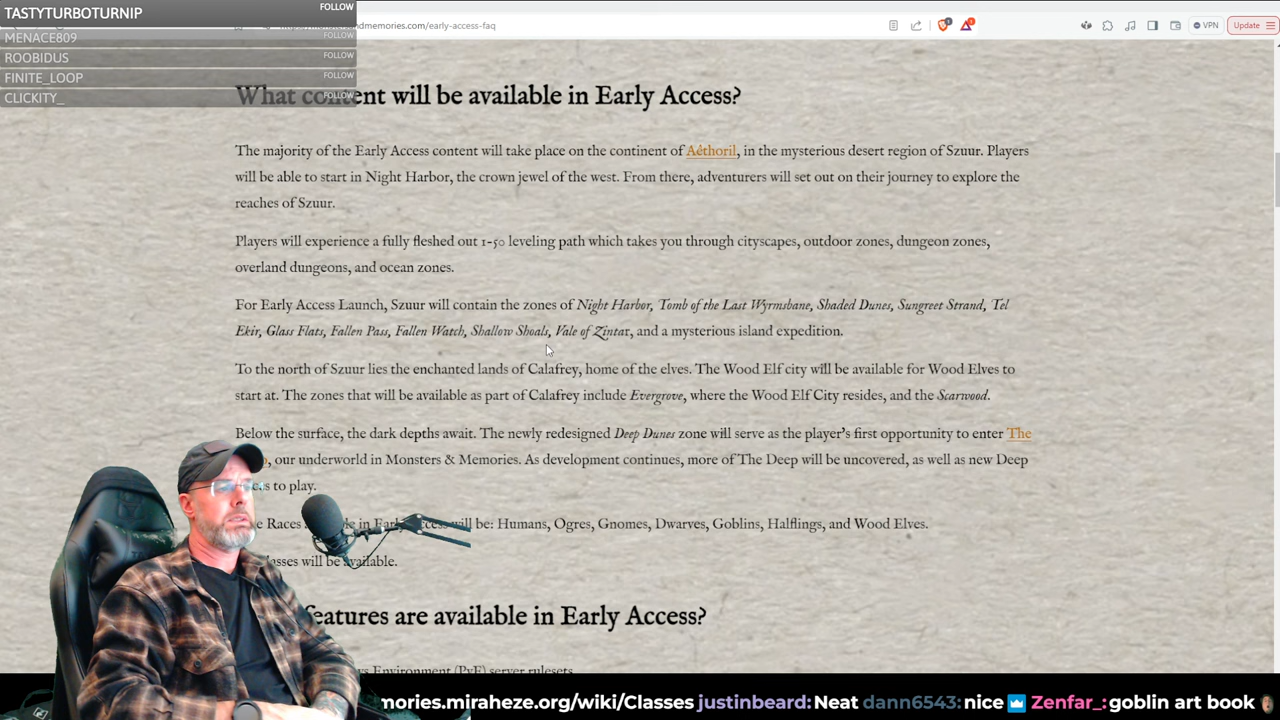 TASTYTURBOTURNIP FOLLOW
MENACE809 FOLLOW
ROOBIDUS FOLLOW
FINITE_LOOP FOLLOW
CLICKITY_ FOLLOW
ndmemories.com/early-access-faq
VPN
Update
What content will be available in Early Access?
The majority of the Early Access content will take place on the continent of Aethoril, in the mysterious desert region of Szuur. Players
will be able to start in Night Harbor, the crown jewel of the west. From there, adventurers will set out on their journey to explore the
reaches of Szuur.
Players will experience a fully fleshed out 1-50 leveling path which takes you through cityscapes, outdoor zones, dungeon zones,
overland dungeons, and ocean zones.
For Early Access Launch, Szuur will contain the zones of Night Harbor, Tomb of the Last Wyrmsbane, Shaded Dunes, Sungreet Strand, Tel
Ekir, Glass Flats, Fallen Pass, Fallen Watch, Shallow Shoals, Vale of Zintar, and a mysterious island expedition.
To the north of Szuur lies the enchanted lands of Calafrey, home of the elves. The Wood Elf city will be available for Wood Elves to
start at. The zones that will be available as part of Calafrey include Evergrove, where the Wood Elf City resides, and the Scarwood.
Below the surface, the dark depths await. The newly redesigned Deep Dunes zone will serve as the player's first opportunity to enter The
, our underworld in Monsters & Memories. As development continues, more of The Deep will be uncovered, as well as new Deep
to play.
Races in Early Access will be: Humans, Ogres, Gnomes, Dwarves, Goblins, Halflings, and Wood Elves.
will be available.
features are available in Early Access?
Environment (PvE) server rulesets
mories.miraheze.org/wiki/Classes justinbeard: Neat dann6543: nice Zenfar_: goblin art book